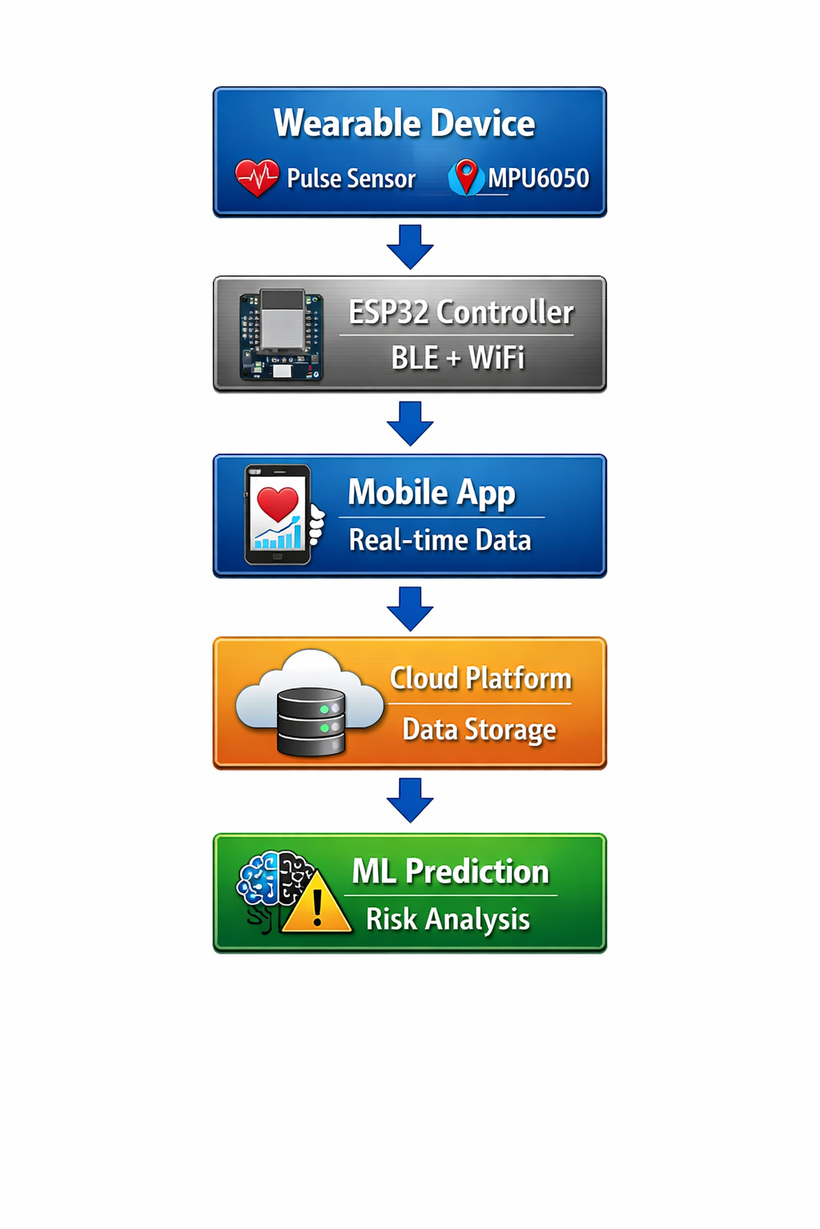 Wearable Device
Pulse Sensor MPU6050
ESP32 Controller
BLE + WiFi
Mobile App
Real-time Data
Cloud Platform
Data Storage
ML Prediction
Risk Analysis